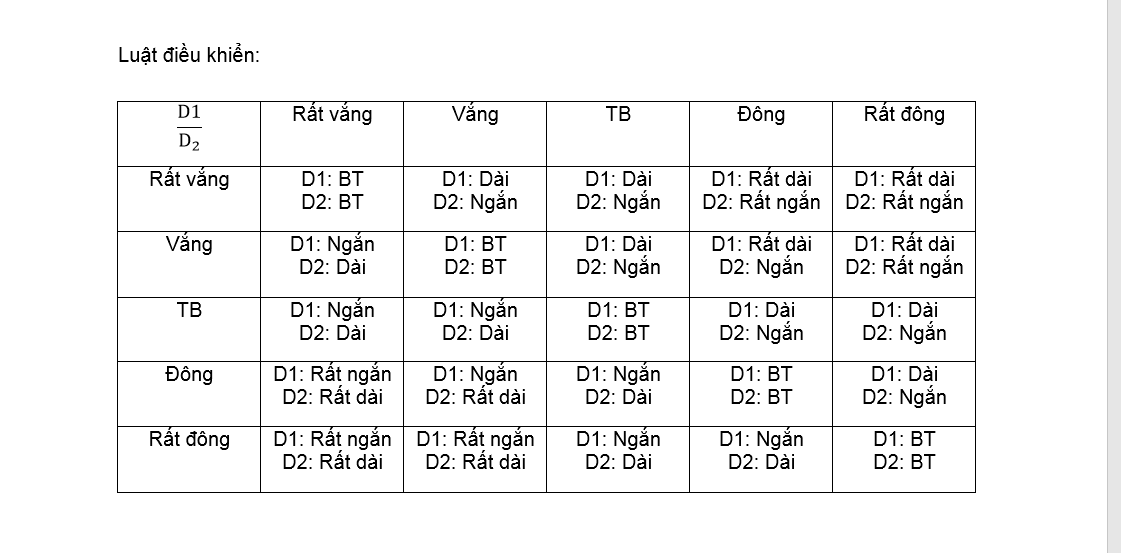 Luật điều khiển:
D1 Rất vắng Vắng TB Đông Rất đông
D₂
Rất vắng D1: BT D1: Dài D1: Dài D1: Rất dài D1: Rất dài
D2: BT D2: Ngắn D2: Ngắn D2: Rất ngắn D2: Rất ngắn
Vắng D1: Ngắn D1: BT D1: Dài D1: Rất dài D1: Rất dài
D2: Dài D2: BT D2: Ngắn D2: Ngắn D2: Rất ngắn
TB D1: Ngắn D1: Ngắn D1: BT D1: Dài D1: Dài
D2: Dài D2: Dài D2: BT D2: Ngắn D2: Ngắn
Đông D1: Rất ngắn D1: Ngắn D1: Ngắn D1: BT D1: Dài
D2: Rất dài D2: Rất dài D2: Dài D2: BT D2: Ngắn
Rất đông D1: Rất ngắn D1: Rất ngắn D1: Ngắn D1: Ngắn D1: BT
D2: Rất dài D2: Rất dài D2: Dài D2: Dài D2: BT